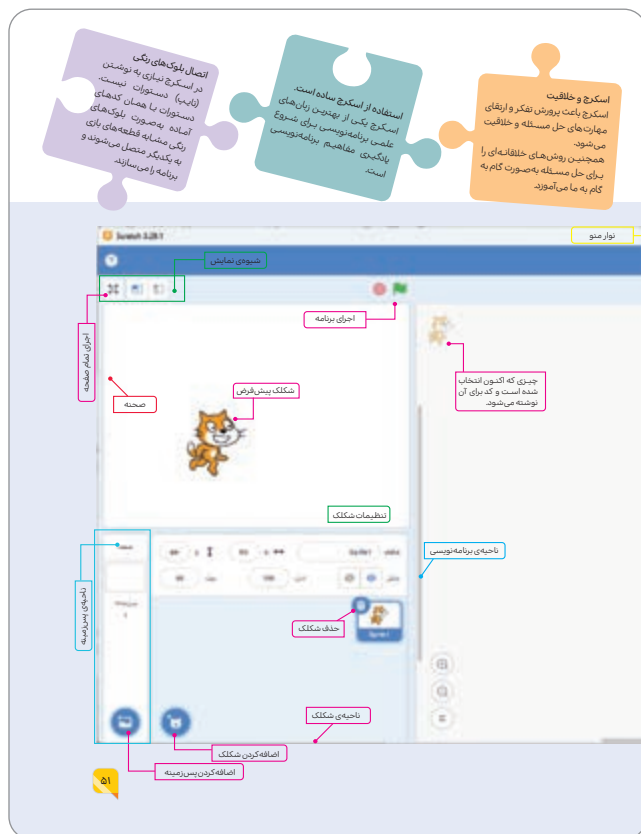 اسکرچ و خلاقیت
اسکرچ باعث پرورش تفکر و ارتقای
مهارت‌های حل مسئله و خلاقیت
می‌شود.
همچنین روش‌های خلاقانه‌ای را
برای حل مسئله به‌صورت گام به
گام به ما می‌آموزد.
استفاده از اسکرچ ساده است.
اسکرچ یکی از بهترین زبان‌های
علمی برنامه‌نویسی برای شروع
یادگیری مفاهیم برنامه‌نویسی
است.
اتصال بلوک‌های رنگی
در اسکرچ نیازی به نوشتن
(تایپ) دستورات نیست.
دستورات یا همان کدهای
آماده به‌صورت بلوک‌های
رنگی مشابه قطعه‌های بازی
به یکدیگر متصل می‌شوند و
برنامه را می‌سازند.
نوار منو
Scratch 3.29.1
شیوه‌ی نمایش
اجرای برنامه
اجرای تمام صفحه
چیزی که اکنون انتخاب
شده است و کد برای آن
نوشته می‌شود.
شکلک پیش‌فرض
صحنه
تنظیمات شکلک
ناحیه‌ی برنامه‌نویسی
ناحیه‌ی پس‌زمینه
حذف شکلک
ناحیه‌ی شکلک
اضافه‌کردن شکلک
اضافه‌کردن پس‌زمینه
۵۱